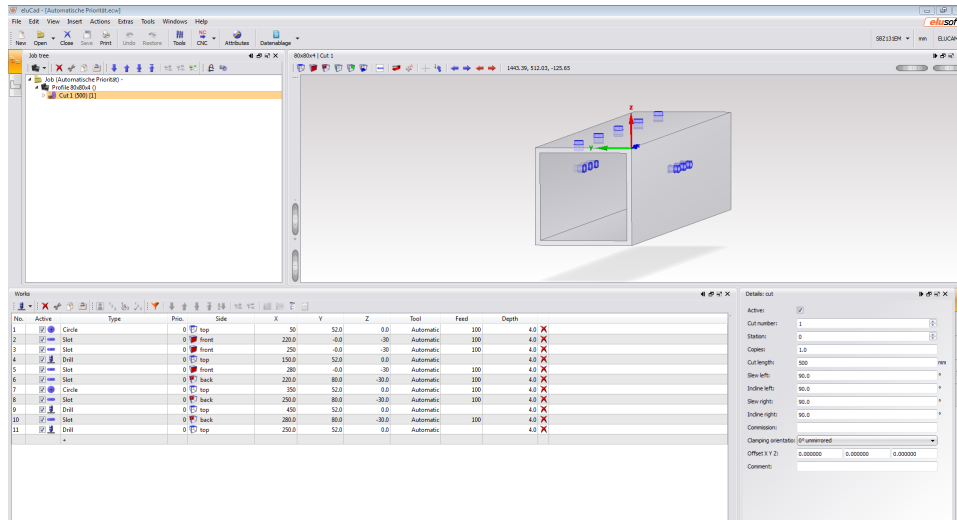 eluCad - [Automatische Priorität.ecw]
File Edit View Insert Actions Extras Tools Windows Help
elusoft
New Open Close Save Print Undo Restore Tools CNC Attributes Datenablage
SBZ131EM mm ELUCAM
Job tree
80x80x4 | Cut 1
1443.39, 512.03, -125.65
Job (Automatische Priorität) -
Profile 80x80x4 ()
Cut 1 (500) [1]
z
Y
Works
No. Active Type Prio. Side X Y Z Tool Feed Depth
1 Circle 0 top 50 52.0 0.0 Automatic 100 4.0
2 Slot 0 front 220.0 -0.0 -30 Automatic 100 4.0
3 Slot 0 front 250 -0.0 -30 Automatic 100 4.0
4 Drill 0 top 150.0 52.0 0.0 Automatic 4.0
5 Slot 0 front 280 -0.0 -30 Automatic 100 4.0
6 Slot 0 back 220.0 80.0 -30.0 Automatic 100 4.0
7 Circle 0 top 350 52.0 0.0 Automatic 100 4.0
8 Slot 0 back 250.0 80.0 -30.0 Automatic 100 4.0
9 Drill 0 top 450 52.0 0.0 Automatic 4.0
10 Slot 0 back 280.0 80.0 -30.0 Automatic 100 4.0
11 Drill 0 top 250.0 52.0 0.0 Automatic 4.0
+
Details: cut
Active:
Cut number: 1
Station: 0
Copies: 1.0
Cut length: 500 mm
Slew left: 90.0 °
Incline left: 90.0 °
Slew right: 90.0 °
Incline right: 90.0 °
Commission:
Clamping orientatio: 0° unmirrored
Offset X Y Z: 0.000000 0.000000 0.000000
Comment: